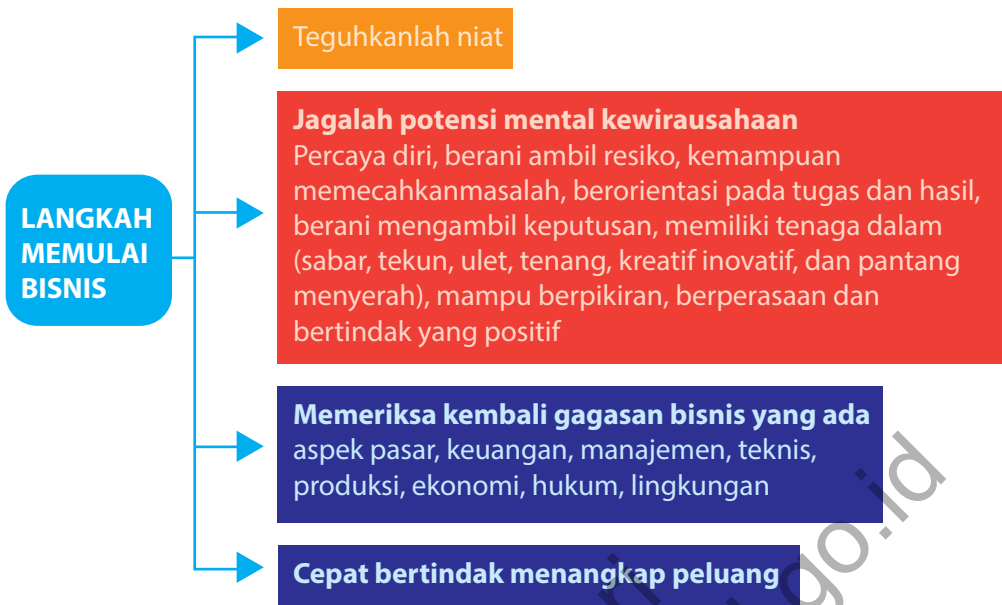 Teguhkanlah niat
LANGKAH
MEMULAI
BISNIS
Jagalah potensi mental kewirausahaan
Percaya diri, berani ambil resiko, kemampuan
memecahkanmasalah, berorientasi pada tugas dan hasil,
berani mengambil keputusan, memiliki tenaga dalam
(sabar, tekun, ulet, tenang, kreatif inovatif, dan pantang
menyerah), mampu berpikiran, berperasaan dan
bertindak yang positif
Memeriksa kembali gagasan bisnis yang ada
aspek pasar, keuangan, manajemen, teknis,
produksi, ekonomi, hukum, lingkungan
Cepat bertindak menangkap peluang
go.id